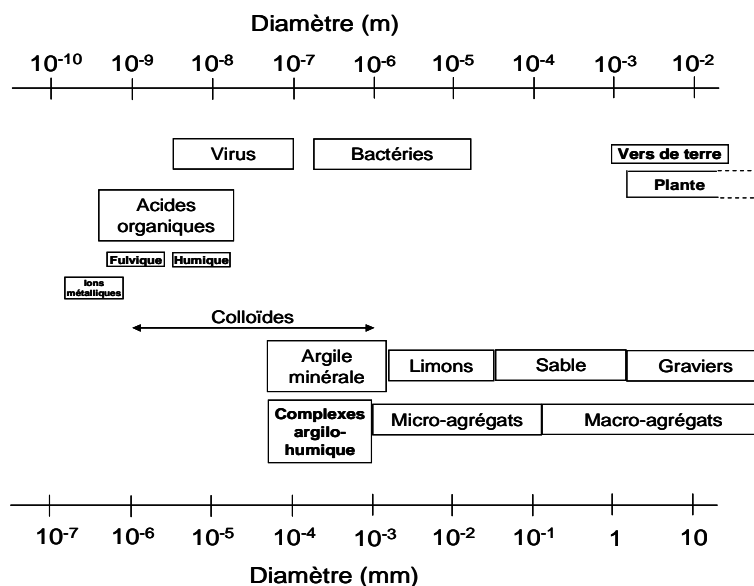 Diamètre (m)
10⁻¹⁰ 10⁻⁹ 10⁻⁸ 10⁻⁷ 10⁻⁶ 10⁻⁵ 10⁻⁴ 10⁻³ 10⁻²
Virus Bactéries Vers de terre
Plante
Acides
organiques
Fulvique Humique
Ions
métalliques
Colloïdes
Argile
minérale
Limons Sable Graviers
Complexes
argilo-
humique
Micro-agrégats Macro-agrégats
10⁻⁷ 10⁻⁶ 10⁻⁵ 10⁻⁴ 10⁻³ 10⁻² 10⁻¹ 1 10
Diamètre (mm)